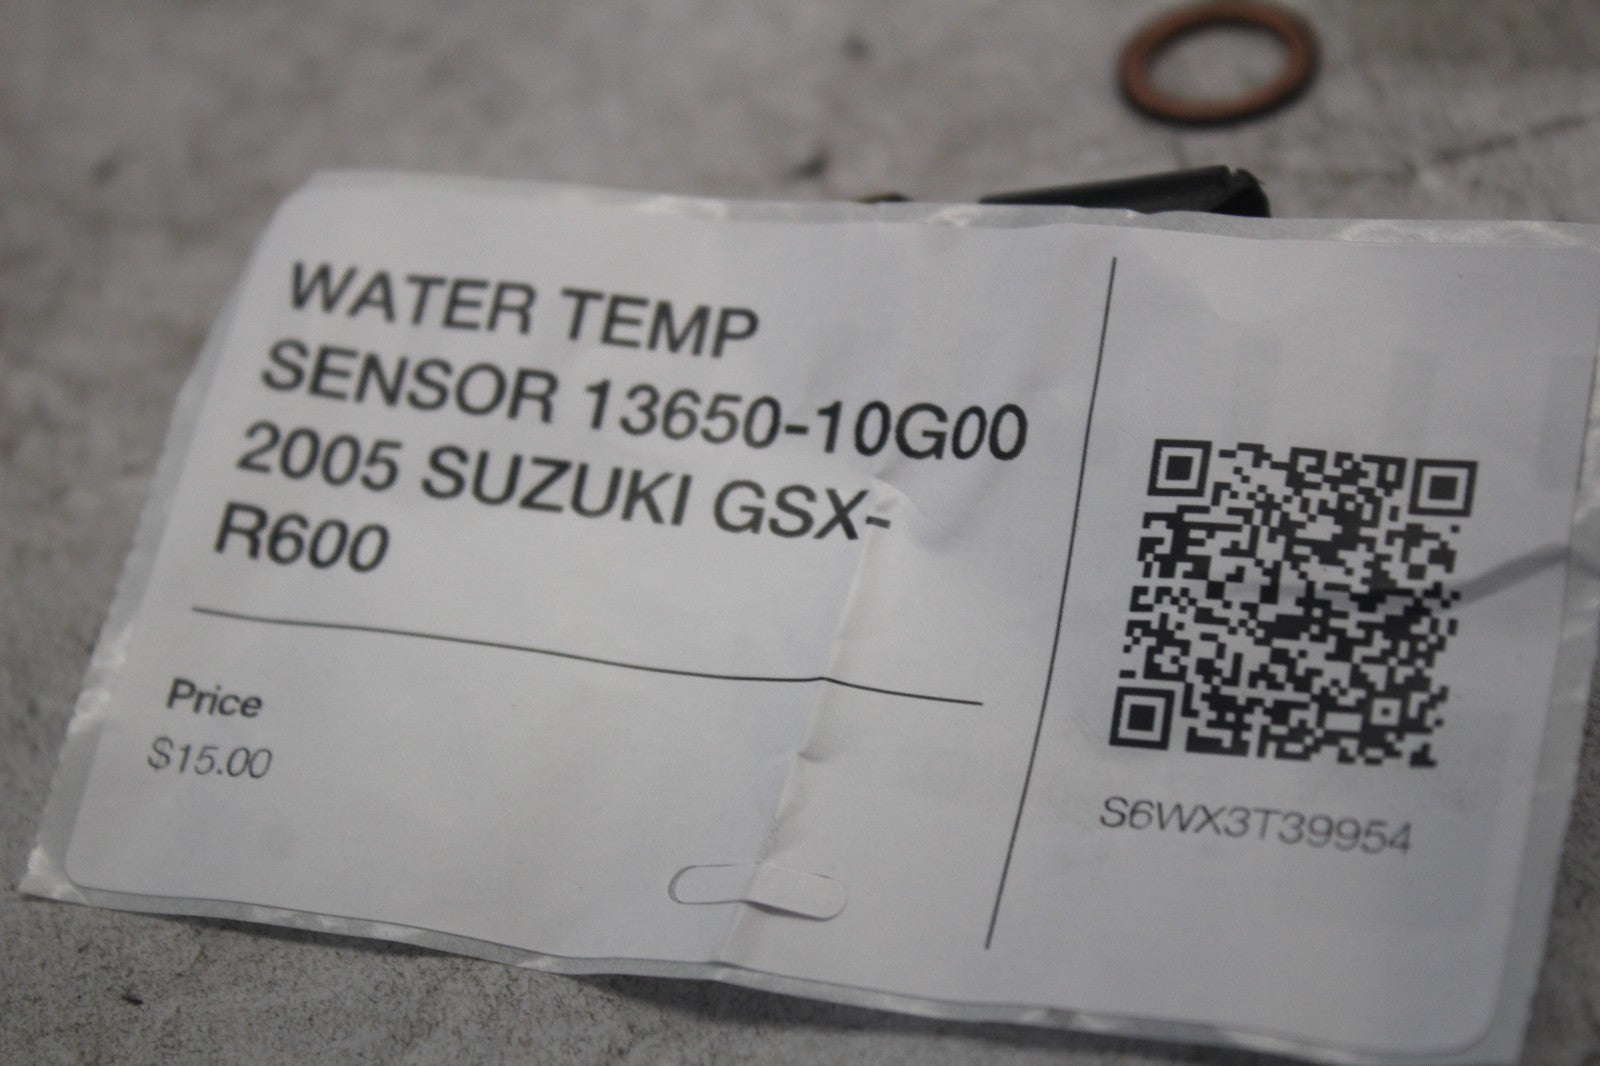 WATER TEMP
SENSOR 13650-10G00
2005 SUZUKI GSX-
R600
Price
$15.00
S6WX3T39954